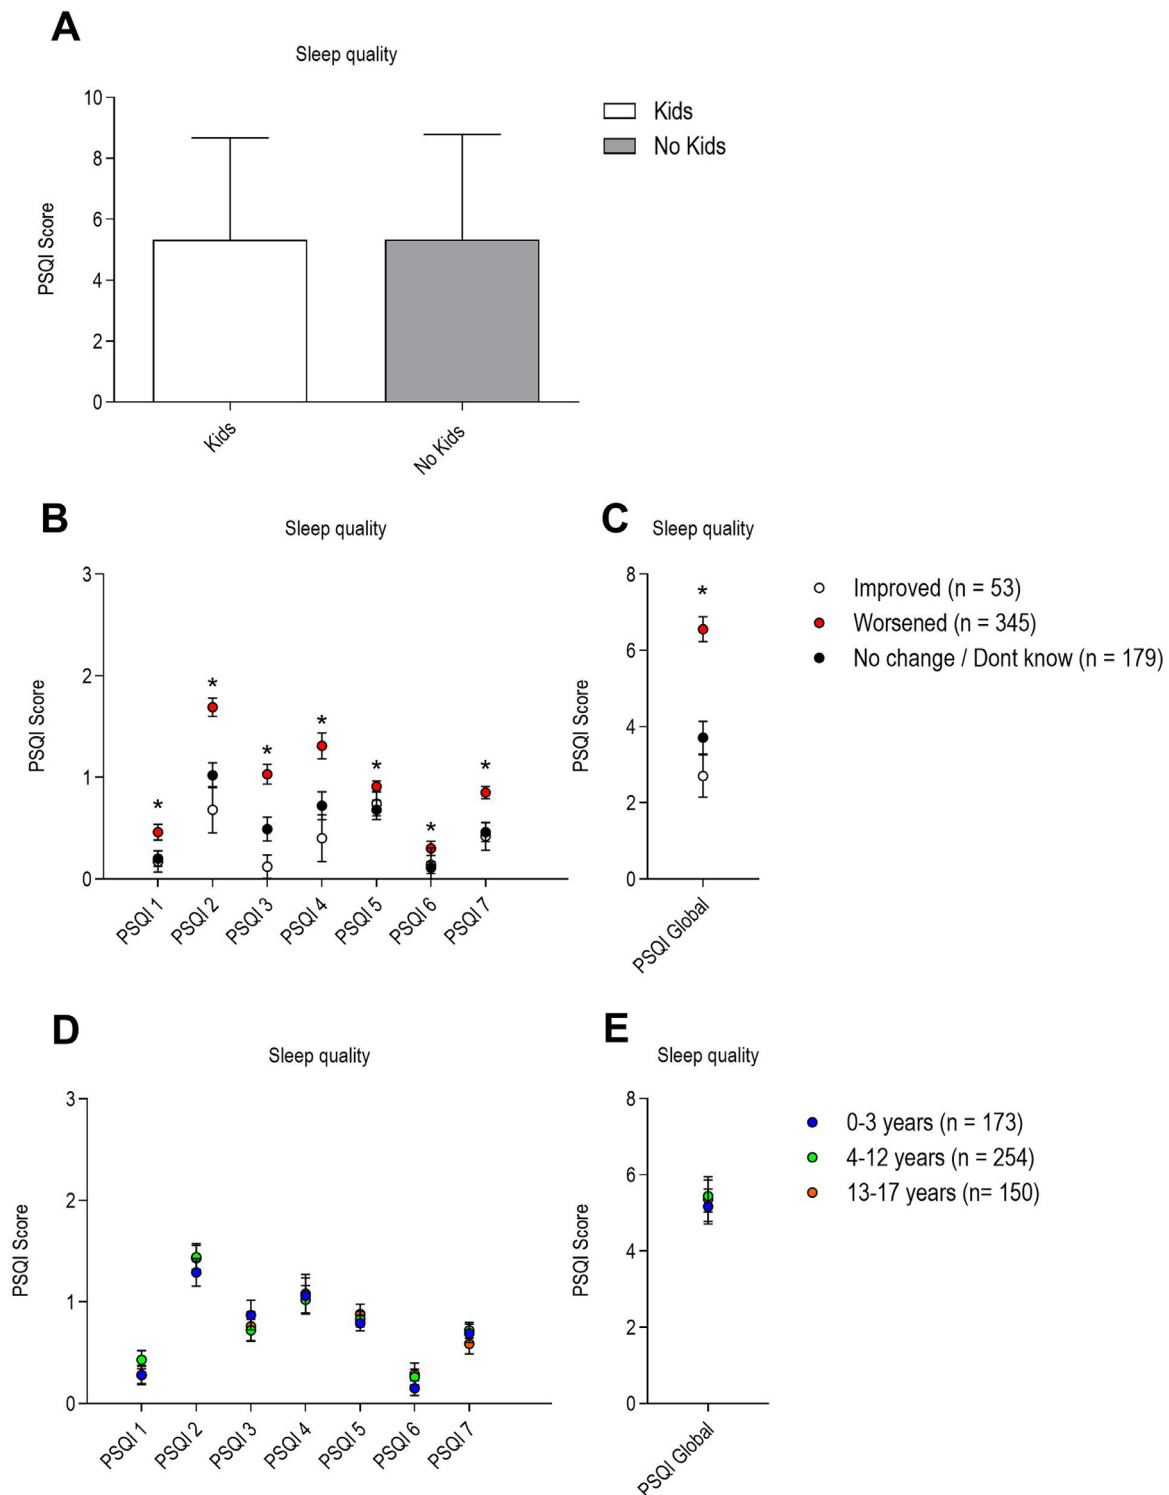 A
Sleep quality
PSQI Score
10
8
6
4
2
0
Kids
No Kids
Kids
No Kids
B
Sleep quality
PSQI Score
3
2
1
0
*
*
*
*
*
*
*
PSQI 1
PSQI 2
PSQI 3
PSQI 4
PSQI 5
PSQI 6
PSQI 7
C
Sleep quality
PSQI Score
8
6
4
2
0
*
PSQI Global
Improved (n = 53)
Worsened (n = 345)
No change / Dont know (n = 179)
D
Sleep quality
PSQI Score
3
2
1
0
PSQI 1
PSQI 2
PSQI 3
PSQI 4
PSQI 5
PSQI 6
PSQI 7
E
Sleep quality
PSQI Score
8
6
4
2
0
PSQI Global
0-3 years (n = 173)
4-12 years (n = 254)
13-17 years (n= 150)